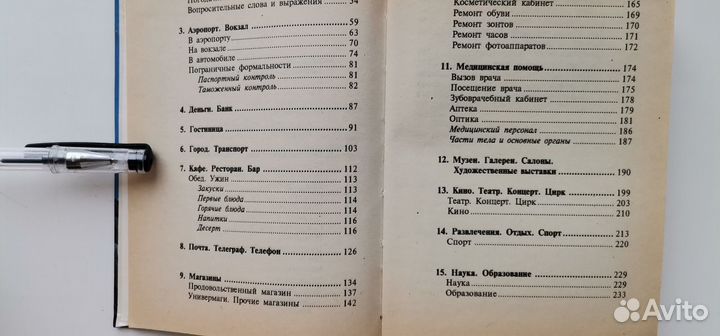 Вопросительные слова и выражения ........ 54
3. Аэропорт. Вокзал ........ 59
В аэропорту ........ 63
На вокзале ........ 70
В автомобиле ........ 74
Пограничные формальности ........ 81
Паспортный контроль ........ 81
Таможенный контроль ........ 82
4. Деньги. Банк ........ 87
5. Гостиница ........ 91
6. Город. Транспорт ........ 103
7. Кафе. Ресторан. Бар ........ 112
Обед. Ужин ........ 113
Закуски ........ 113
Первые блюда ........ 114
Горячие блюда ........ 114
Напитки ........ 116
Десерт ........ 116
8. Почта. Телеграф. Телефон ........ 126
9. Магазины ........ 134
Продовольственный магазин ........ 137
Универмаги. Прочие магазины ........ 142
Косметический кабинет ........ 165
Ремонт обуви ........ 169
Ремонт зонтов ........ 170
Ремонт часов ........ 171
Ремонт фотоаппаратов ........ 172
11. Медицинская помощь ........ 174
Вызов врача ........ 174
Посещение врача ........ 175
Зубоврачебный кабинет ........ 178
Аптека ........ 179
Оптика ........ 181
Медицинский персонал ........ 186
Части тела и основные органы ........ 187
12. Музеи. Галереи. Салоны.
Художественные выставки ........ 190
13. Кино. Театр. Концерт. Цирк ........ 199
Театр. Концерт. Цирк ........ 203
Кино ........ 210
14. Развлечения. Отдых. Спорт ........ 213
Спорт ........ 220
15. Наука. Образование ........ 229
Наука ........ 229
Образование ........ 233
Avito